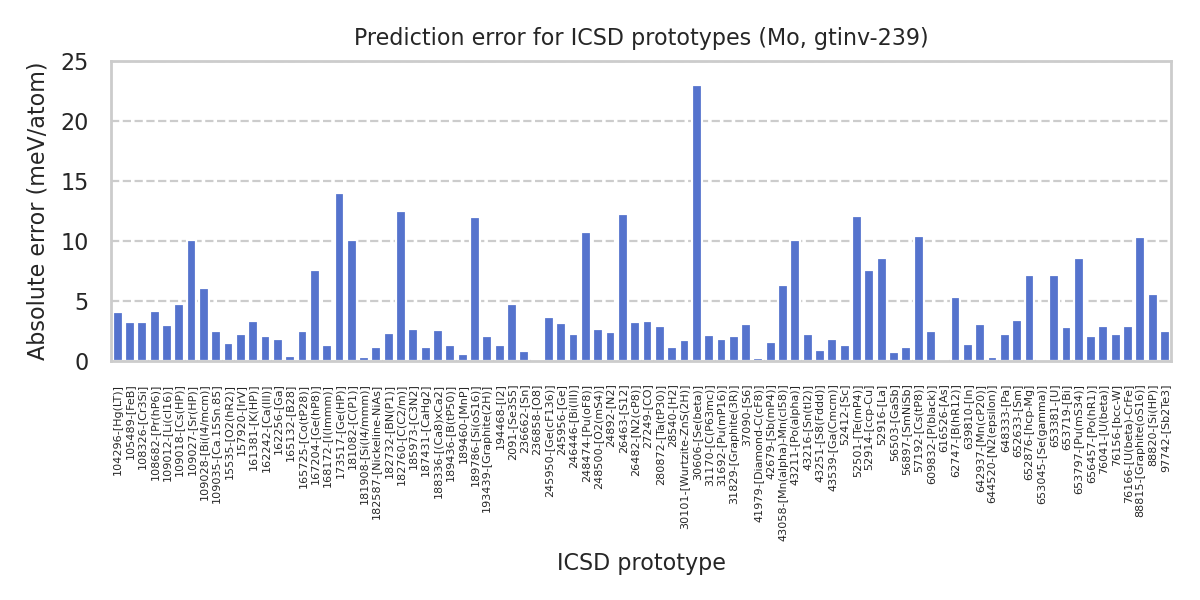 Prediction error for ICSD prototypes (Mo, gtinv-239)
Absolute error (meV/atom)
25
20
15
10
5
0
104296-[Hg(LT)]
105489-[FeB]
108326-[Cr3Si]
108682-[Pr(hP6)]
109012-[Li(cI16)]
109018-[Cs(HP)]
109027-[Sr(HP)]
109028-[Bi(I4/mcm)]
109035-[Ca.15Sn.85]
15535-[O2(hR2)]
157920-[IrV]
161381-[K(HP)]
162242-[Ca(III)]
162256-[Ga]
165132-[B28]
165725-[Co(tP28)]
167204-[Ge(hP8)]
168172-[I(Immm)]
173517-[Ge(HP)]
181082-[C(P1)]
181908-[Si(I4/mmm)]
182587-[Nickeline-NiAs]
182732-[BN(P1)]
182760-[C(C2/m)]
185973-[C3N2]
187431-[CaHg2]
188336-[(Ca8)xCa2]
189436-[B(tP50)]
189460-[MnP]
189786-[Si(oS16)]
193439-[Graphite(2H)]
194468-[I2]
2091-[Se3S5]
236662-[Sn]
236858-[O8]
245950-[Ge(cF136)]
245956-[Ge]
246446-[Bi(III)]
248474-[Pu(oF8)]
248500-[O2(mS4)]
24892-[N2]
26463-[S12]
26482-[N2(cP8)]
27249-[CO]
280872-[Ta(tP30)]
28540-[H2]
30101-[Wurtzite-ZnS(2H)]
30606-[Se(beta)]
31170-[C(P63mc)]
31692-[Pu(mP16)]
31829-[Graphite(3R)]
37090-[S6]
41979-[Diamond-C(cF8)]
42679-[Sb(mP4)]
43058-[Mn(alpha)-Mn(cI58)]
43211-[Po(alpha)]
43216-[Sn(tI2)]
43251-[S8(Fddd)]
43539-[Ga(Cmcm)]
52412-[Sc]
52501-[Te(mP4)]
52914-[fcc-Cu]
52916-[La]
56503-[GaSb]
56897-[SmNiSb]
57192-[Cs(tP8)]
609832-[P(black)]
616526-[As]
62747-[B(hR12)]
639810-[In]
642937-[Mn(cP20)]
644520-[N2(epsilon)]
648333-[Pa]
652633-[Sm]
652876-[hcp-Mg]
653045-[Se(gamma)]
653381-[U]
653719-[Bi]
653797-[Pu(mS34)]
656457-[Po(hR1)]
76041-[U(beta)]
76156-[bcc-W]
76166-[U(beta)-CrFe]
88815-[Graphite(oS16)]
88820-[Si(HP)]
97742-[Sb2Te3]
ICSD prototype